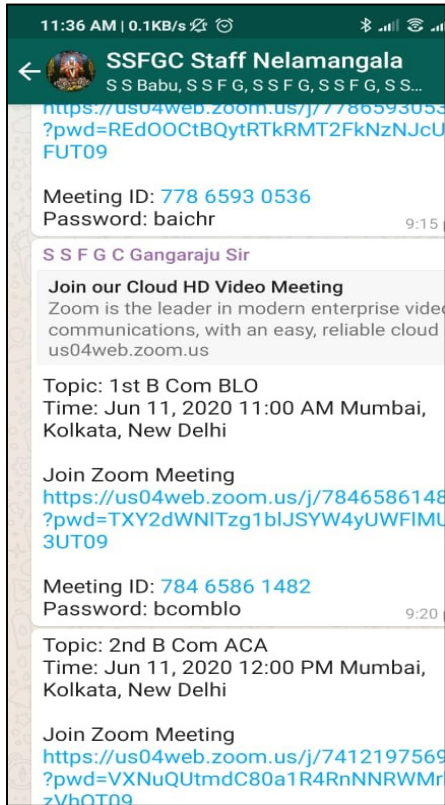 11:36 AM | 0.1KB/s
SSFGC Staff Nelamangala
S S Babu, S S F G, S S F G, S S F G, S S...
https://us04web.zoom.us/j/7786593053
?pwd=REdOOCtBQytRTkRMT2FkNzNJcU
FUT09
Meeting ID: 778 6593 0536
Password: baichr
9:15
S S F G C Gangaraju Sir
Join our Cloud HD Video Meeting
Zoom is the leader in modern enterprise video
communications, with an easy, reliable cloud
us04web.zoom.us
Topic: 1st B Com BLO
Time: Jun 11, 2020 11:00 AM Mumbai,
Kolkata, New Delhi
Join Zoom Meeting
https://us04web.zoom.us/j/7846586148
?pwd=TXY2dWNlTzg1blJSYW4yUWFlMU
3UT09
Meeting ID: 784 6586 1482
Password: bcomblo
9:20
Topic: 2nd B Com ACA
Time: Jun 11, 2020 12:00 PM Mumbai,
Kolkata, New Delhi
Join Zoom Meeting
https://us04web.zoom.us/j/7412197569
?pwd=VXNuQUtmdC80a1R4RnNNRWMr
zVhQT09